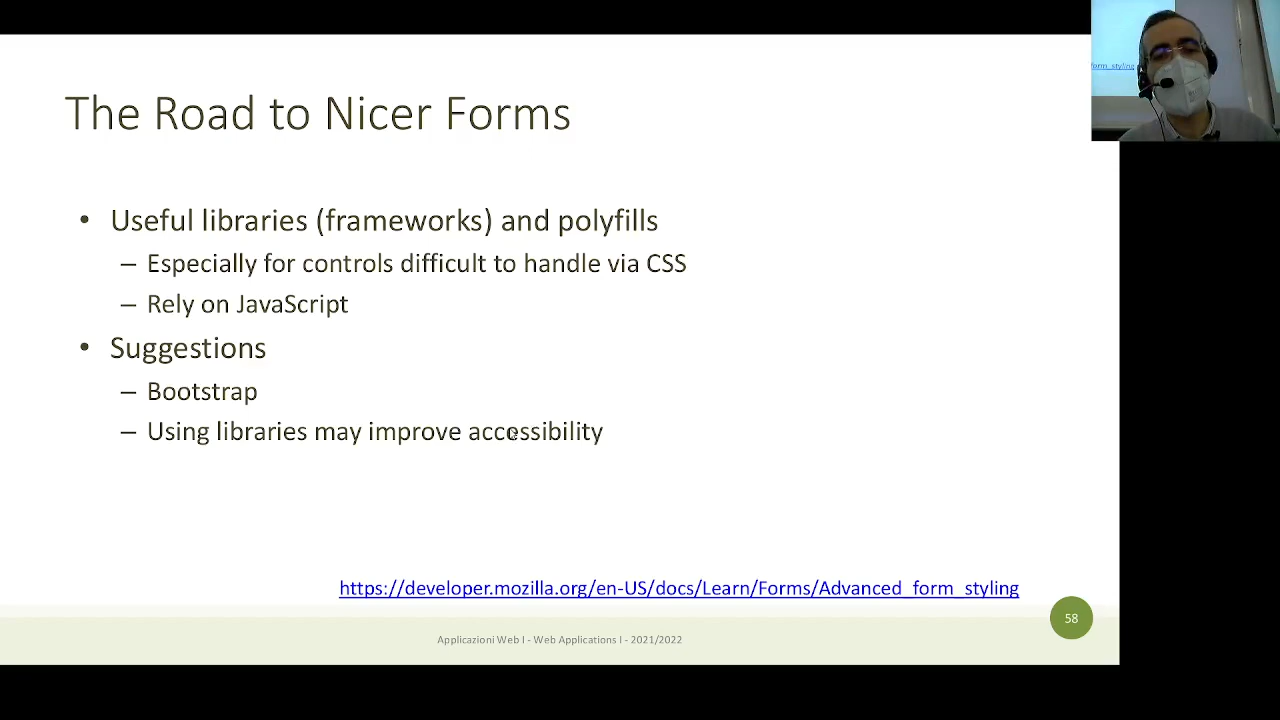 The Road to Nicer Forms
• Useful libraries (frameworks) and polyfills
– Especially for controls difficult to handle via CSS
– Rely on JavaScript
• Suggestions
– Bootstrap
– Using libraries may improve accessibility
https://developer.mozilla.org/en-US/docs/Learn/Forms/Advanced_form_styling
58
Applicazioni Web I - Web Applications I - 2021/2022
form_styling